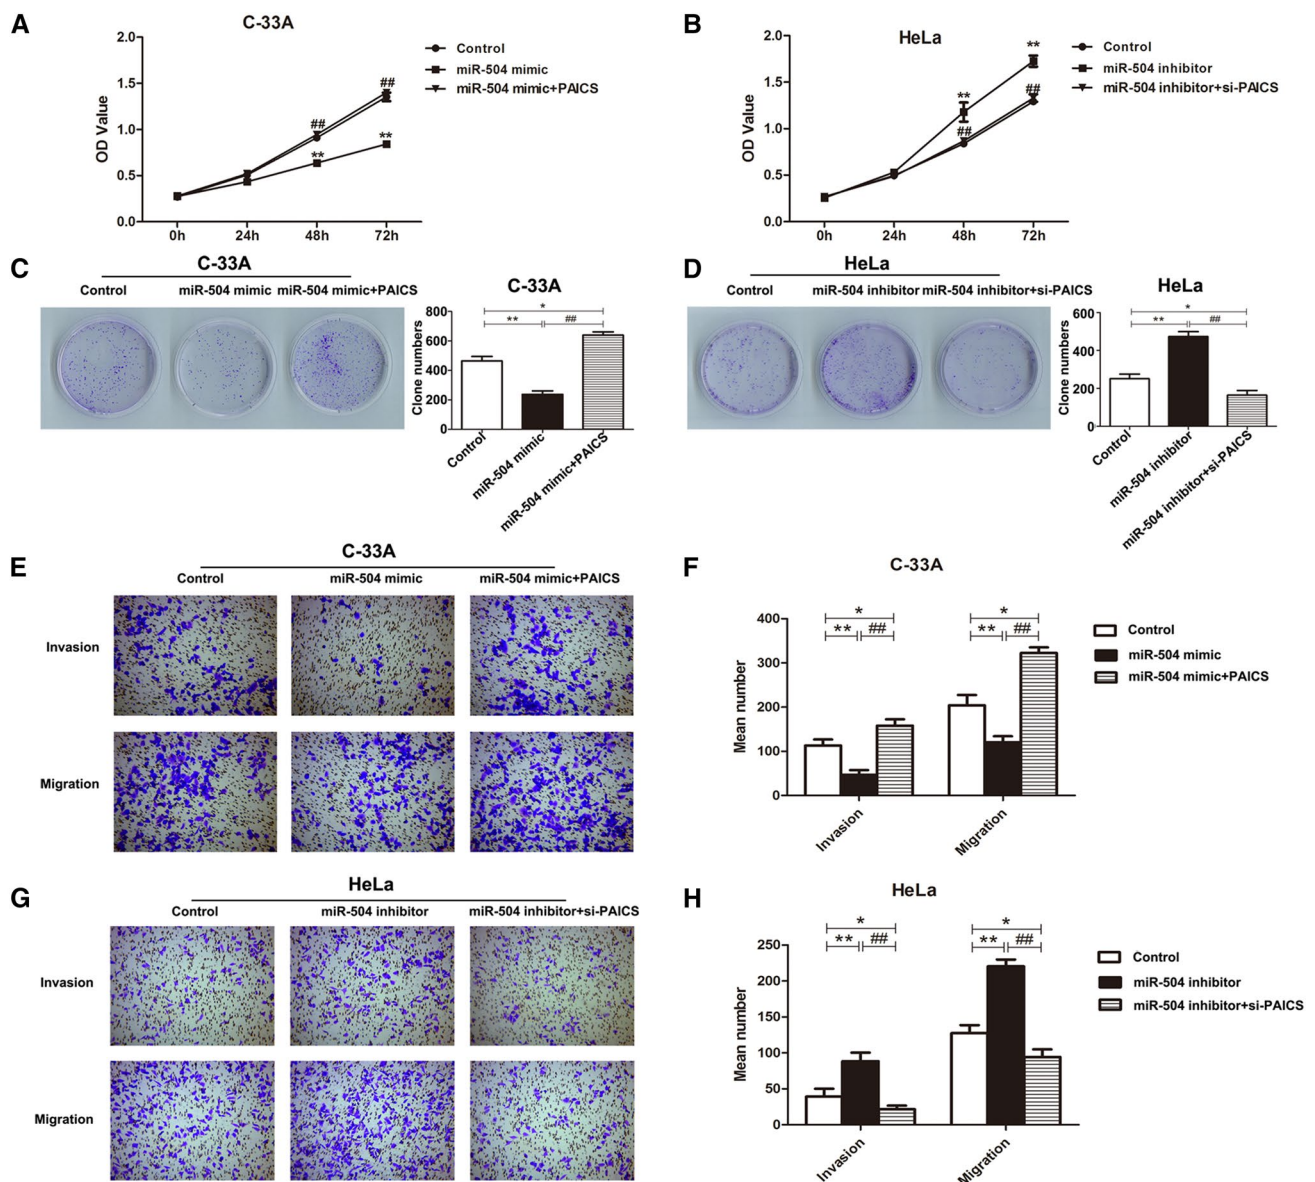 A
C-33A
2.0
1.5
1.0
0.5
0.0
OD Value
0h 24h 48h 72h
## ## ** **
Control
miR-504 mimic
miR-504 mimic+PAICS
B
HeLa
2.0
1.5
1.0
0.5
0.0
OD Value
0h 24h 48h 72h
** ** ## ##
Control
miR-504 inhibitor
miR-504 inhibitor+si-PAICS
C
C-33A
Control miR-504 mimic miR-504 mimic+PAICS
C-33A
Clone numbers
800
600
400
200
0
*
** ##
Control
miR-504 mimic
miR-504 mimic+PAICS
D
HeLa
Control miR-504 inhibitor miR-504 inhibitor+si-PAICS
HeLa
Clone numbers
600
400
200
0
*
** ##
Control
miR-504 inhibitor
miR-504 inhibitor+si-PAICS
E
C-33A
Control miR-504 mimic miR-504 mimic+PAICS
Invasion
Migration
F
C-33A
Mean number
400
300
200
100
0
* *
** ## ** ##
Invasion
Migration
Control
miR-504 mimic
miR-504 mimic+PAICS
G
HeLa
Control miR-504 inhibitor miR-504 inhibitor+si-PAICS
Invasion
Migration
H
HeLa
Mean number
250
200
150
100
50
0
* *
** ## ** ##
Invasion
Migration
Control
miR-504 inhibitor
miR-504 inhibitor+si-PAICS